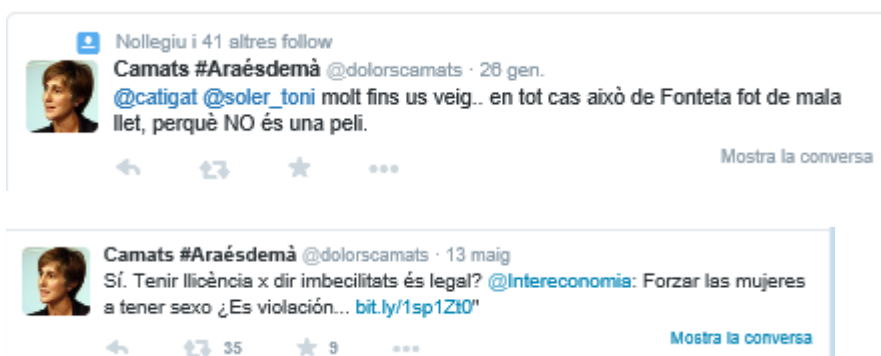 Nollegiu i 41 altres follow
Camats #Araésdemà @dolorscamats · 26 gen.
@catigat @soler_toni molt fins us veig.. en tot cas això de Fonteta fot de mala
llet, perquè NO és una peli.
Mostra la conversa
Camats #Araésdemà @dolorscamats · 13 maig
Sí. Tenir llicència x dir imbecilitats és legal? @Intereconomia: Forzar las mujeres
a tener sexo ¿Es violación... bit.ly/1sp1Zt0"
35 9
Mostra la conversa